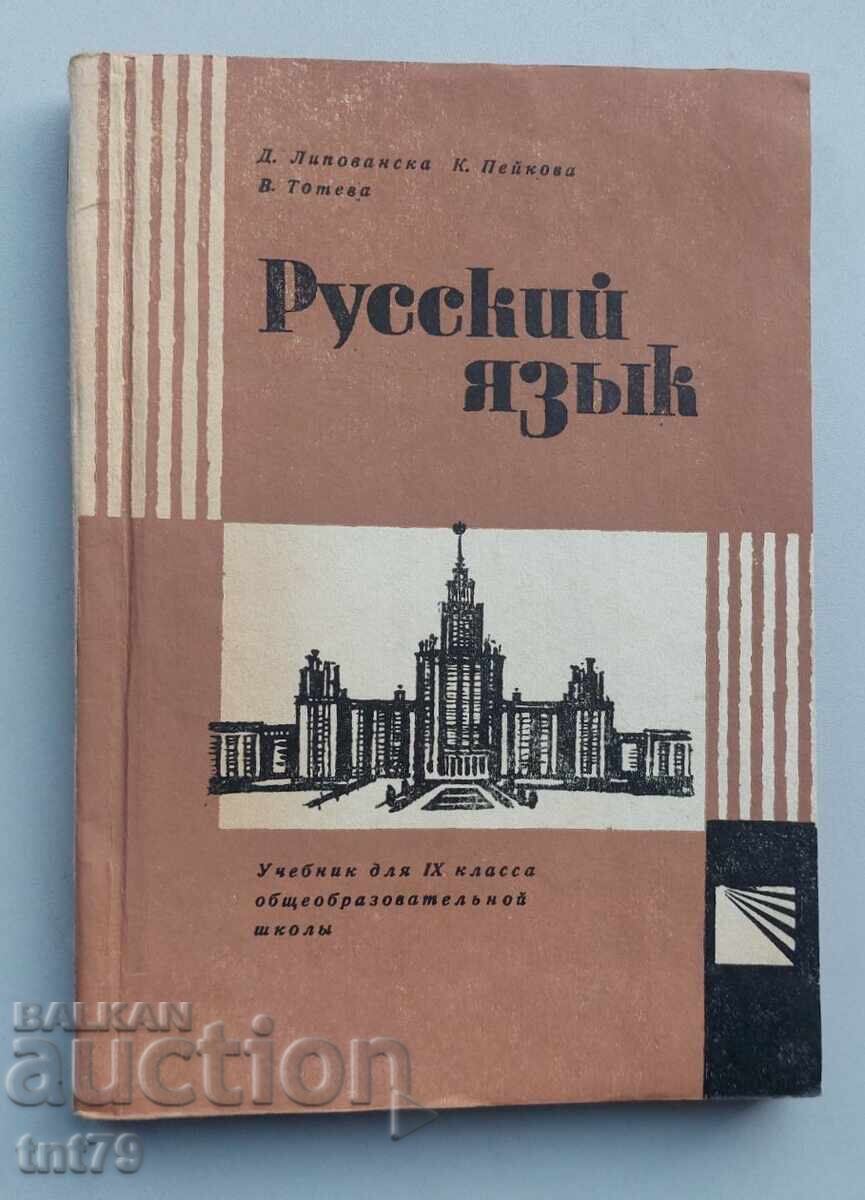 Д. Липованска К. Пейкова
В. Тотева
Русский
язык
Учебник для IX класса
общеобразовательной
школы
BALKAN
auction
tnt79